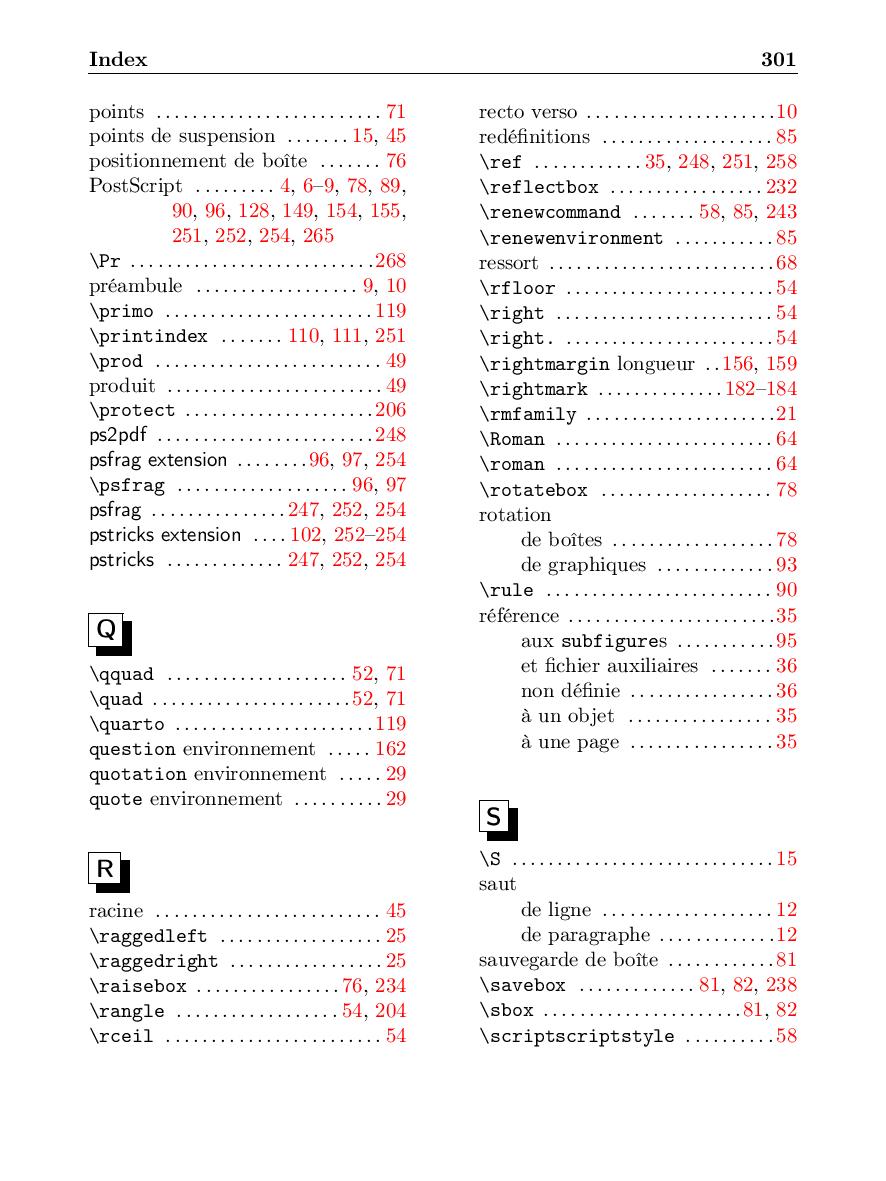 Index 301
points ......................... 71
points de suspension ....... 15, 45
positionnement de boîte ....... 76
PostScript ......... 4, 6–9, 78, 89,
90, 96, 128, 149, 154, 155,
251, 252, 254, 265
\Pr ...........................268
préambule .................. 9, 10
\primo .......................119
\printindex ....... 110, 111, 251
\prod ......................... 49
produit ........................ 49
\protect .....................206
ps2pdf ........................248
psfrag extension ........96, 97, 254
\psfrag ................... 96, 97
psfrag ...............247, 252, 254
pstricks extension .... 102, 252–254
pstricks ............. 247, 252, 254
Q
\qquad .................... 52, 71
\quad ......................52, 71
\quarto ......................119
question environnement ..... 162
quotation environnement ..... 29
quote environnement .......... 29
R
racine ......................... 45
\raggedleft .................. 25
\raggedright ................. 25
\raisebox ................76, 234
\rangle .................. 54, 204
\rceil ........................ 54
recto verso .....................10
redéfinitions ................... 85
\ref ............35, 248, 251, 258
\reflectbox .................232
\renewcommand ....... 58, 85, 243
\renewenvironment ...........85
ressort .........................68
\rfloor .......................54
\right ........................ 54
\right. .......................54
\rightmargin longueur ..156, 159
\rightmark ..............182–184
\rmfamily .....................21
\Roman ........................ 64
\roman ........................ 64
\rotatebox ................... 78
rotation
de boîtes ..................78
de graphiques .............93
\rule ......................... 90
référence .......................35
aux subfigures ...........95
et fichier auxiliaires ....... 36
non définie ................36
à un objet ................ 35
à une page ................35
S
\S .............................15
saut
de ligne ................... 12
de paragraphe .............12
sauvegarde de boîte ............81
\savebox ............. 81, 82, 238
\sbox ......................81, 82
\scriptscriptstyle ..........58